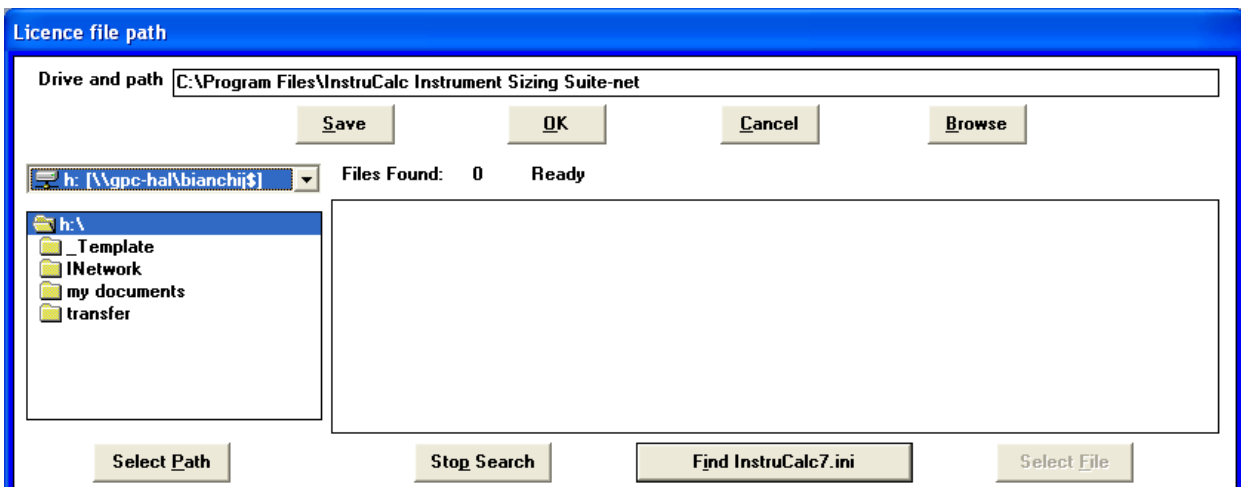 Licence file path
Drive and path C:\Program Files\InstruCalc Instrument Sizing Suite-net
Save OK Cancel Browse
h: [\\gpc-hal\bianchij$] Files Found: 0 Ready
h:\
_Template
INetwork
my documents
transfer
Select Path Stop Search Find InstruCalc7.ini Select File